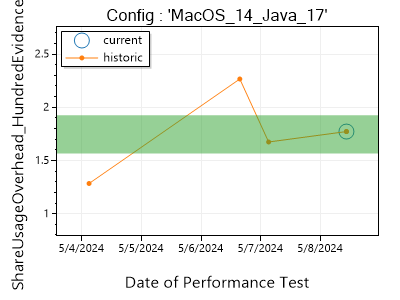 Config : 'MacOS_14_Java_17'
current
historic
2.5
2
1.5
1
ShareUsageOverhead_HundredEvidence
5/4/2024
5/5/2024
5/6/2024
5/7/2024
5/8/2024
Date of Performance Test